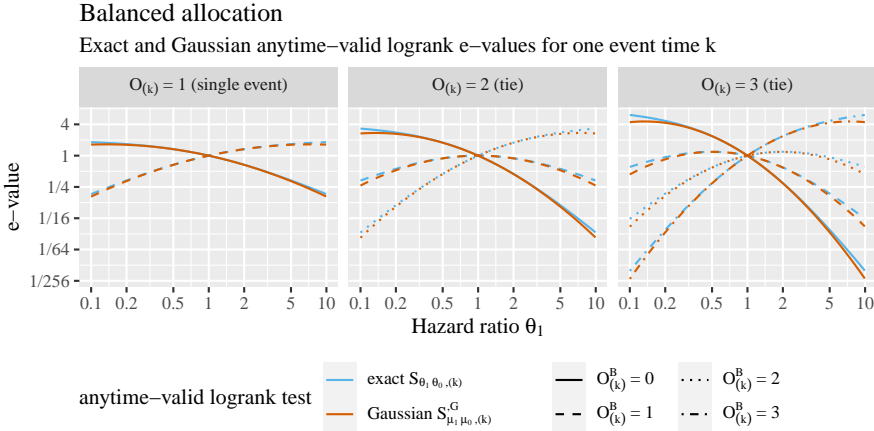 Balanced allocation
Exact and Gaussian anytime−valid logrank e−values for one event time k
O(k) = 1 (single event)
O(k) = 2 (tie)
O(k) = 3 (tie)
e−value
4
1
1/4
1/16
1/64
1/256
0.1 0.2 0.5 1 2 5 10
0.1 0.2 0.5 1 2 5 10
0.1 0.2 0.5 1 2 5 10
Hazard ratio θ1
anytime−valid logrank test
exact Sθ1 θ0 ,(k)
Gaussian S,Gμ1 μ0 ,(k)
OB(k) = 0
OB(k) = 1
OB(k) = 2
OB(k) = 3